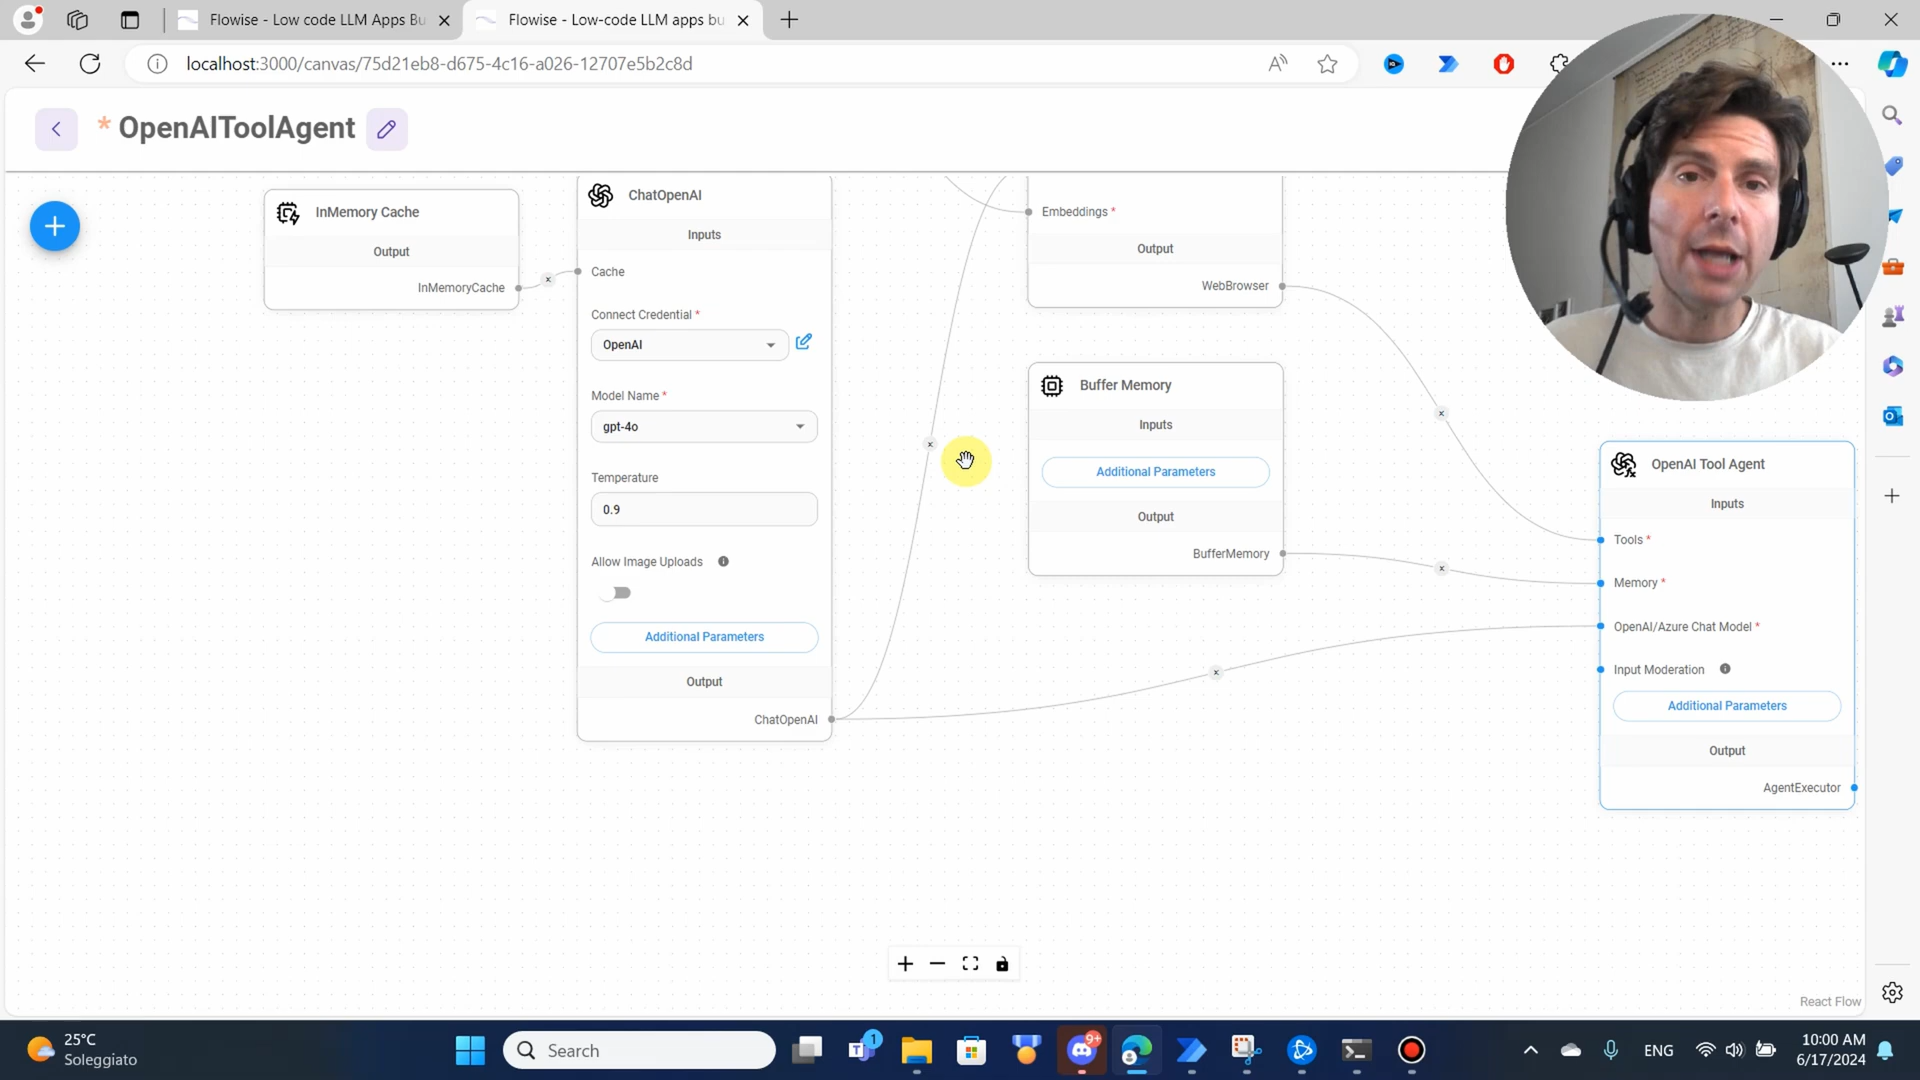 Flowise - Low code LLM Apps Bu
Flowise - Low-code LLM apps bu
localhost:3000/canvas/75d21eb8-d675-4c16-a026-12707e5b2c8d
* OpenAIToolAgent
InMemory Cache
Output
InMemoryCache
ChatOpenAI
Inputs
Cache
Connect Credential *
OpenAI
Model Name *
gpt-4o
Temperature
0.9
Allow Image Uploads
Additional Parameters
Output
ChatOpenAI
Embeddings *
Output
WebBrowser
Buffer Memory
Inputs
Additional Parameters
Output
BufferMemory
OpenAI Tool Agent
Inputs
Tools *
Memory *
OpenAI/Azure Chat Model *
Input Moderation
Additional Parameters
Output
AgentExecutor
React Flow
25°C
Soleggiato
Search
1
9+
ENG
10:00 AM
6/17/2024